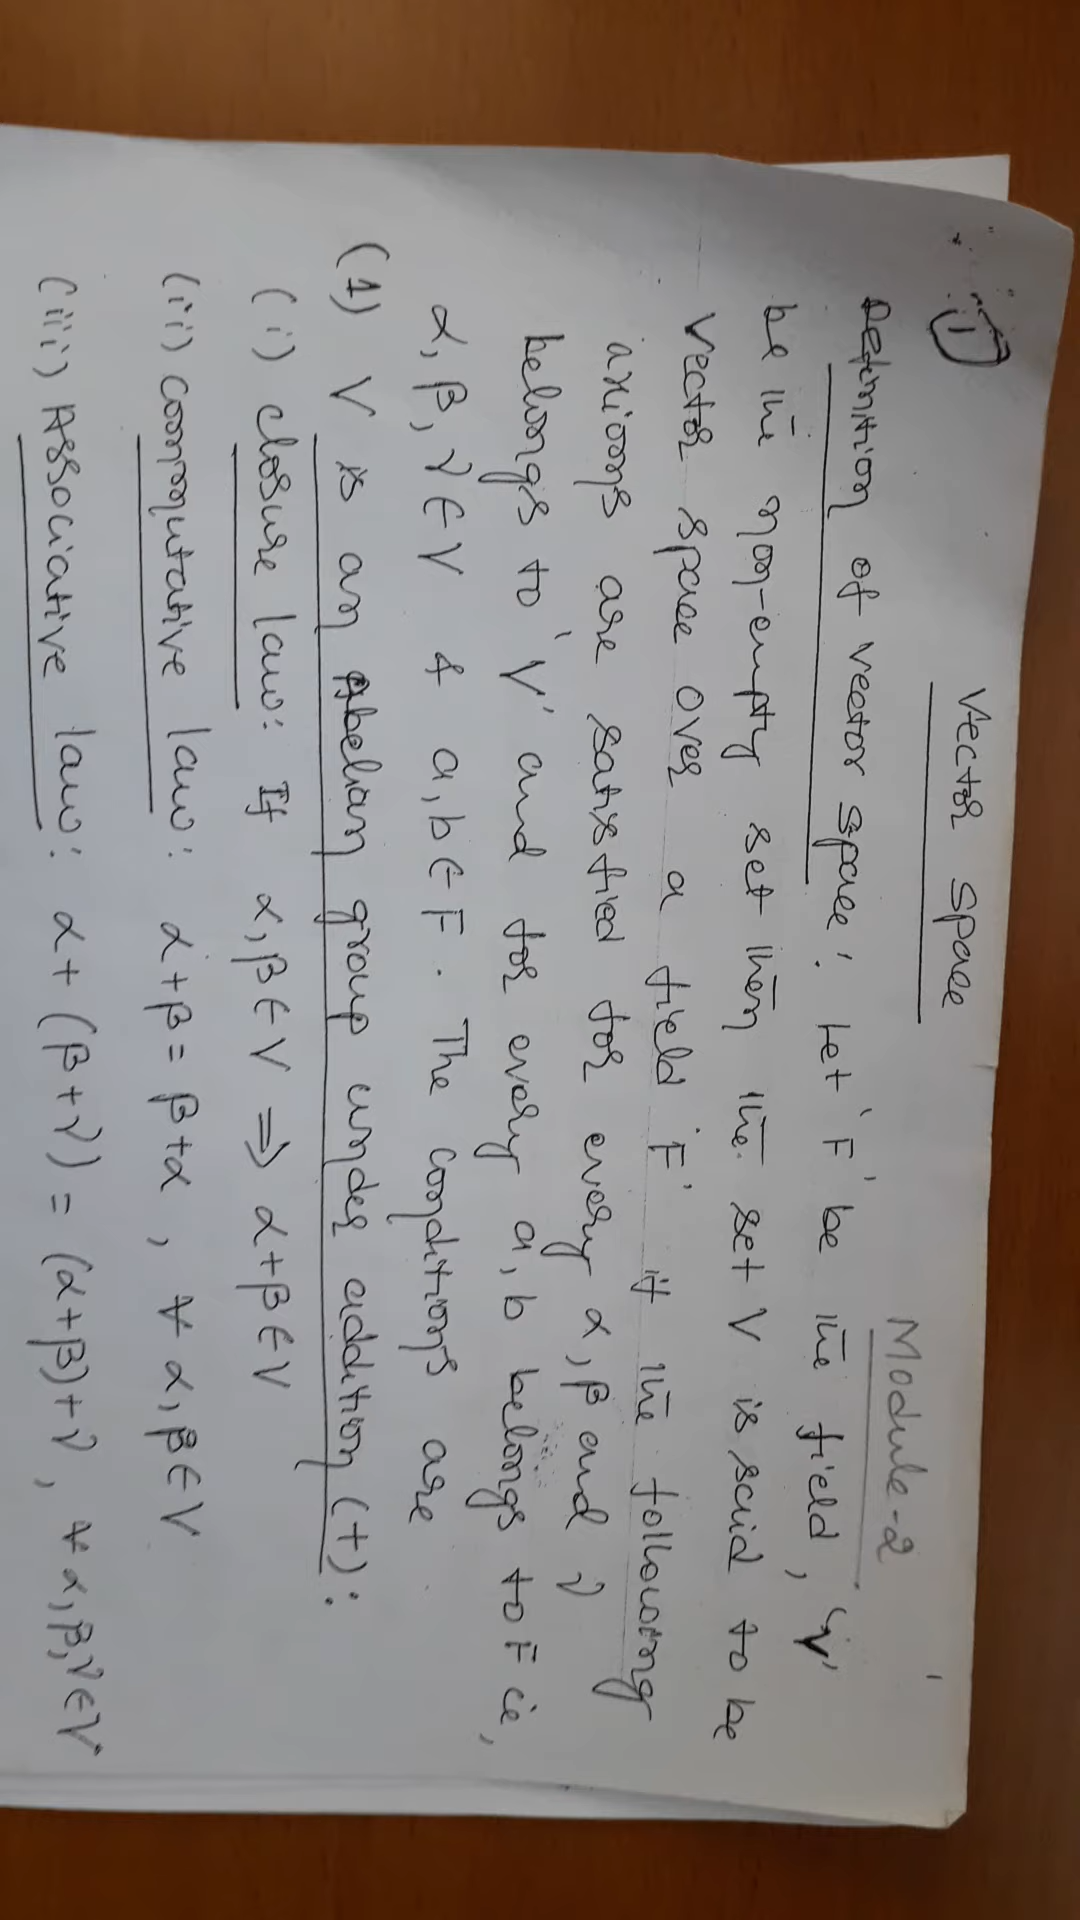 ①
Vector space
Module-2
Definition of vector space: Let 'F' be the field, 'V'
be the non-empty set then the set V is said to be
vector space over a field 'F' if the following
axioms are satisfied for every α, β and γ
belongs to 'V' and for every a, b belongs to F ie,
α, β, γ ∈ V & a, b ∈ F. The conditions are
(1) V is an Abelian group under addition (+):
(i) closure law: If α, β ∈ V ⇒ α+β ∈ V
(ii) commutative law: α+β = β+α, ∀ α, β ∈ V
(iii) Associative law: α+(β+γ) = (α+β)+γ, ∀ α, β, γ ∈ V.